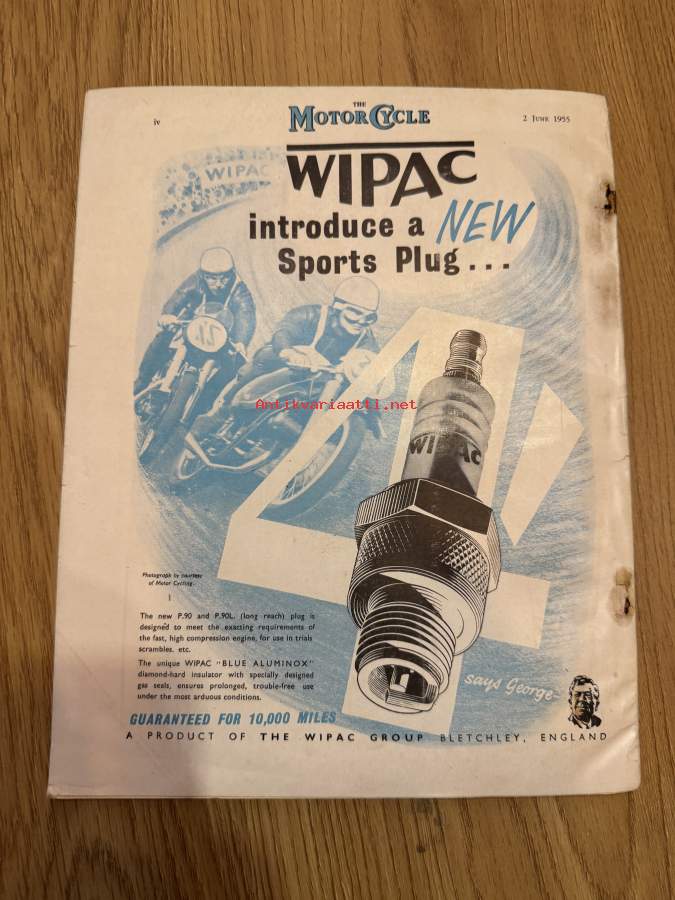 iv
THE
MOTOR CYCLE
2 JUNE 1955
WIPAC
WIPAC
introduce a NEW
Sports Plug...
22
Antikvariaatti.net
WIPAC
Photograph by courtesy
of Motor Cycling.
The new P.90 and P.90L. (long reach) plug is
designed to meet the exacting requirements of
the fast, high compression engine, for use in trials
scrambles. etc.
The unique WIPAC "BLUE ALUMINOX"
diamond-hard insulator with specially designed
gas seals, ensures prolonged, trouble-free use
under the most arduous conditions.
says George
GUARANTEED FOR 10,000 MILES
A PRODUCT OF THE WIPAC GROUP BLETCHLEY, ENGLAND